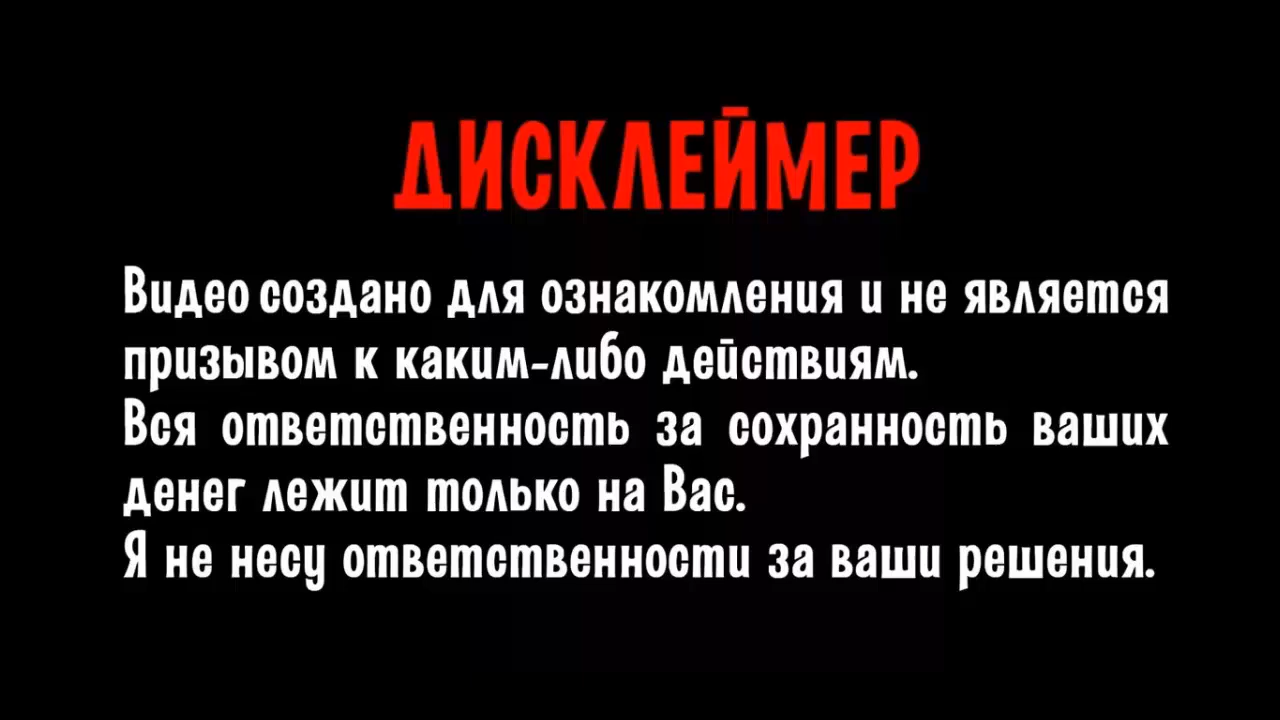 ДИСКЛЕЙМЕР
Видео создано для ознакомления и не является
призывом к каким-либо действиям.
Вся ответственность за сохранность ваших
денег лежит только на Вас.
Я не несу ответственности за ваши решения.